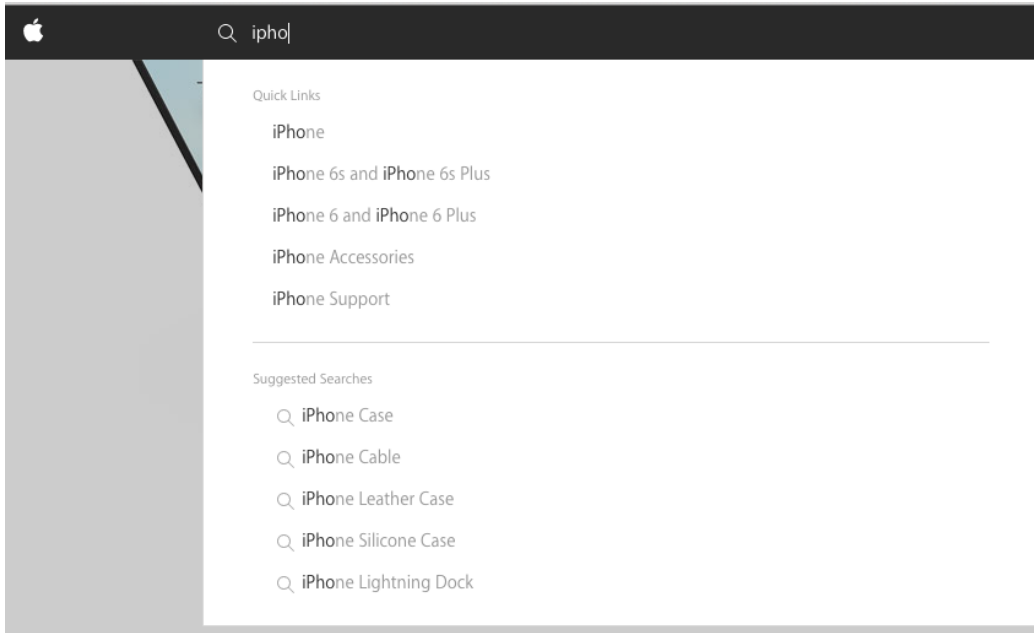 ipho
Quick Links
iPhone
iPhone 6s and iPhone 6s Plus
iPhone 6 and iPhone 6 Plus
iPhone Accessories
iPhone Support
Suggested Searches
iPhone Case
iPhone Cable
iPhone Leather Case
iPhone Silicone Case
iPhone Lightning Dock